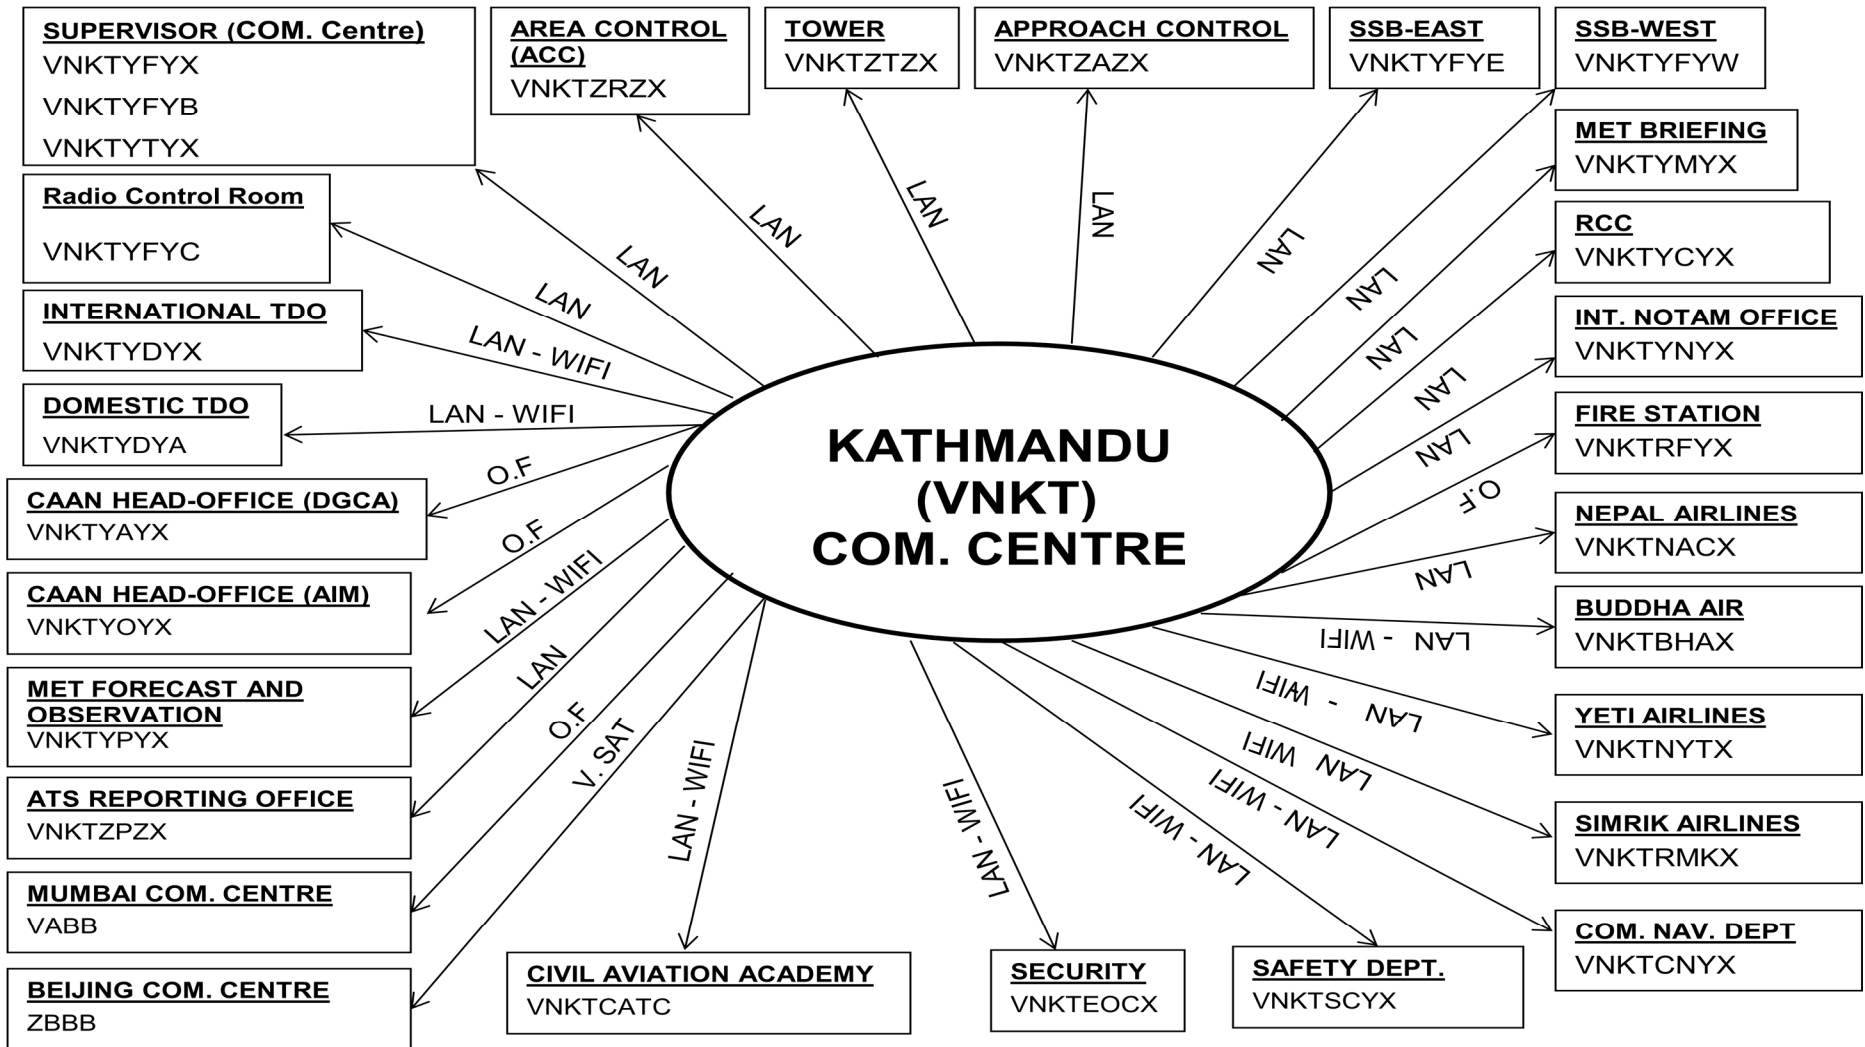 SUPERVISOR (COM. Centre)
VNKTYFYX
VNKTYFYB
VNKTYTYX
AREA CONTROL
(ACC)
VNKTZRZX
TOWER
VNKTZTZX
APPROACH CONTROL
VNKTZAZX
SSB-EAST
VNKTYFYE
SSB-WEST
VNKTYFYW
MET BRIEFING
VNKTYMYX
RCC
VNKTYCYX
INT. NOTAM OFFICE
VNKTYNYX
FIRE STATION
VNKTRFYX
NEPAL AIRLINES
VNKTNACX
BUDDHA AIR
VNKTBHAX
YETI AIRLINES
VNKTNYTX
SIMRIK AIRLINES
VNKTRMKX
COM. NAV. DEPT
VNKTCNYX
SAFETY DEPT.
VNKTSCYX
SECURITY
VNKTEOCX
CIVIL AVIATION ACADEMY
VNKTCATC
Radio Control Room
VNKTYFYC
INTERNATIONAL TDO
VNKTYDYX
DOMESTIC TDO
VNKTYDYA
CAAN HEAD-OFFICE (DGCA)
VNKTYAYX
CAAN HEAD-OFFICE (AIM)
VNKTYOYX
MET FORECAST AND
OBSERVATION
VNKTYPYX
ATS REPORTING OFFICE
VNKTZPZX
MUMBAI COM. CENTRE
VABB
BEIJING COM. CENTRE
ZBBB
KATHMANDU
(VNKT)
COM. CENTRE
LAN
LAN
LAN
LAN
LAN
LAN
LAN
LAN
LAN
LAN
O.F
LAN
LAN - WIFI
LAN - WIFI
LAN WIFI
LAN - WIFI
LAN - WIFI
LAN - WIFI
LAN - WIFI
V. SAT
O.F
LAN
LAN - WIFI
O.F
O.F
LAN - WIFI
LAN - WIFI